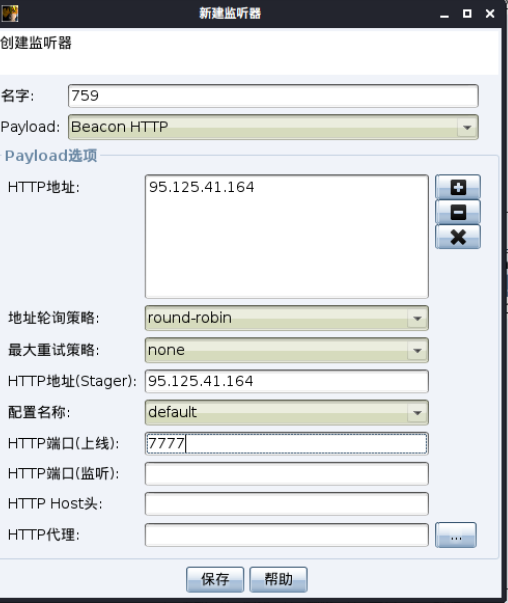 新建监听器
创建监听器
名字: 759
Payload: Beacon HTTP
Payload选项
HTTP地址: 95.125.41.164
地址轮询策略: round-robin
最大重试策略: none
HTTP地址(Stager): 95.125.41.164
配置名称: default
HTTP端口(上线): 7777
HTTP端口(监听):
HTTP Host头:
HTTP代理: ...
保存 帮助